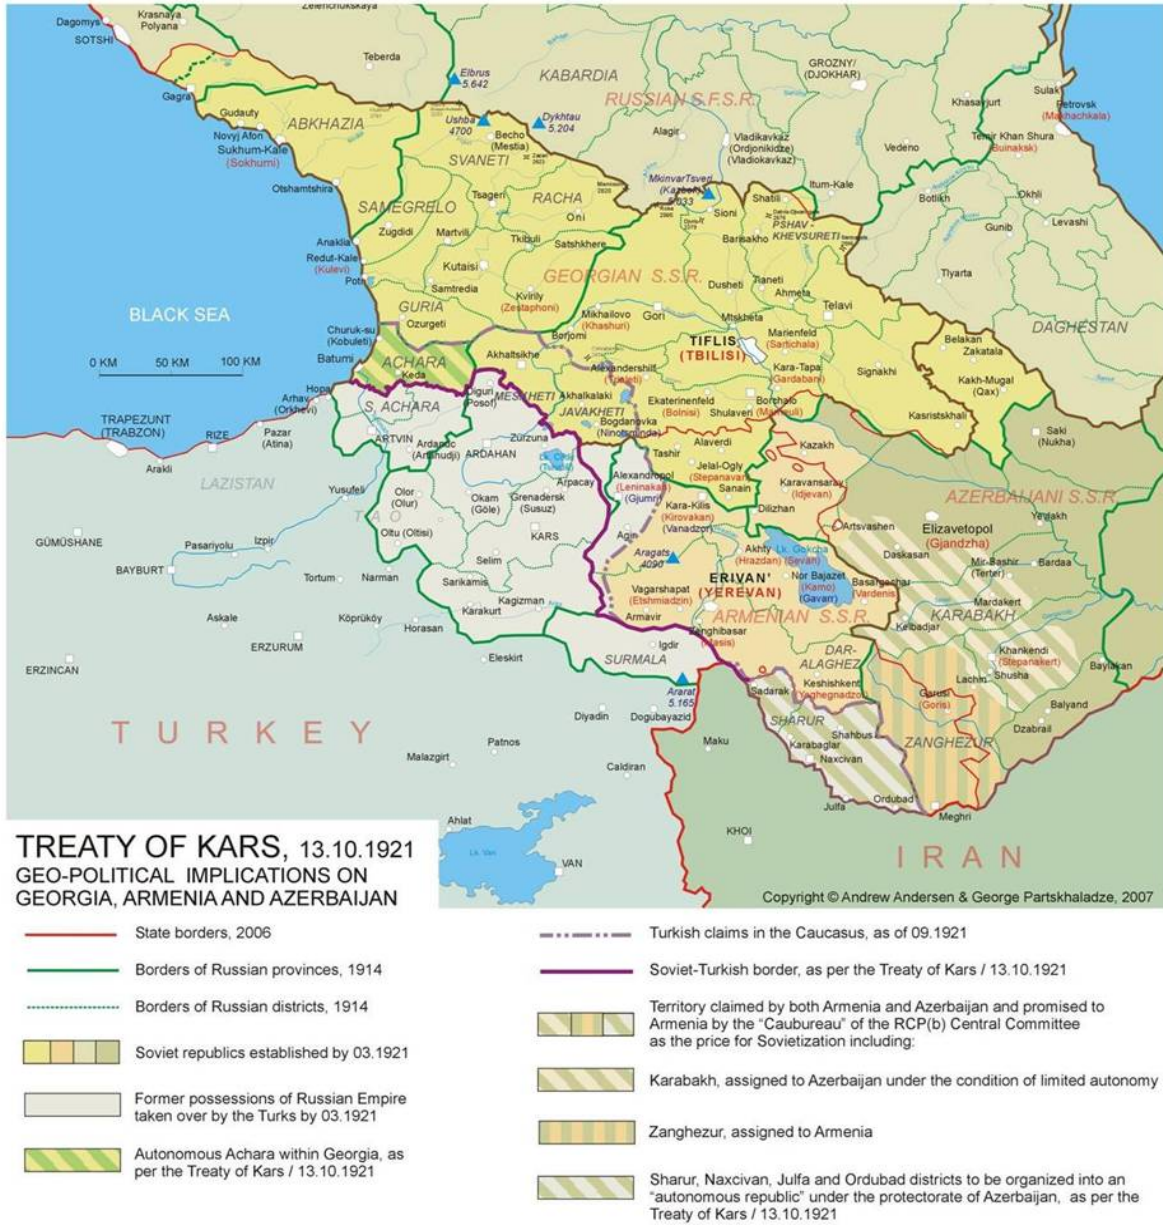 Dagomys
SOTSHI
Krasnaya
Polyana
Zelenchukskaya
Teberda
Elbrus
5.642
KABARDIA
GROZNY/
(DJOKHAR)
RUSSIAN S.F.S.R.
Khasavjurt
Sulak
Petrovsk
(Makhachkala)
Temir Khan Shura
(Buinaksk)
Gagra
Gudauty
Novyj Afon
Sukhum-Kale
(Sokhumi)
ABKHAZIA
Ushba
4700
Dykhtau
5.204
Becho
(Mestia)
SVANETI
Alagir
Vladikavkaz
(Ordjonikidze)
(Vladiokavkaz)
Vedeno
Otshamtshira
Tsageri
RACHA
Oni
MkinvarTsveri
(Kazbek)
5.033
Itum-Kale
Botlikh
Okhli
Levashi
Gunib
SAMEGRELO
Zugdidi
Martvili
Sioni
Shatili
Barisakho
PSHAV -
KHEVSURETI
Anaklia
Redut-Kale
(Kulevi)
Poti
Tkibuli
Satshkhere
Kutaisi
Samtredia
GEORGIAN S.S.R.
Tlyarta
Dusheti
Tianeti
Ahmeta
Telavi
DAGHESTAN
BLACK SEA
0 KM 50 KM 100 KM
GURIA
Ozurgeti
Kvirily
(Zestaphoni)
Mikhailovo
(Khashuri)
Gori
Mtskheta
Borjomi
TIFLIS
(TBILISI)
Marienfeld
(Sartichala)
Belakan
Zakatala
Churuk-su
(Kobuleti)
Batumi
ACHARA
Keda
Akhaltsikhe
Alexandershilf
(Trialeti)
Kara-Tapa
(Gardabani)
Signakhi
Kakh-Mugal
(Qax)
Hopa
Arhav
(Orkhevi)
S. ACHARA
Diguri
(Posof)
MESKHETI
Akhalkalaki
JAVAKHETI
Ekaterinenfeld
(Bolnisi)
Shulaveri
Borchalo
(Marneuli)
Kasristskhali
TRAPEZUNT
(TRABZON)
RIZE
Pazar
(Atina)
Arakli
ARTVIN
Ardanuc
(Artanudji)
ARDAHAN
Zurzuna
Bogdanovka
(Ninotsminda)
Saki
(Nukha)
Alaverdi
Tashir
Kazakh
Jelal-Ogly
(Stepanavan)
Sanain
LAZISTAN
Yusufeli
Arpacay
Alexandropol
(Leninakan)
(Gjumri)
Karavansaray
(Idjevan)
AZERBAIJANI S.S.R.
Olor
(Olur)
Okam
(Göle)
Grenadersk
(Susuz)
KARS
TAO
Oltu (Oltisi)
Kara-Kilis
(Kirovakan)
(Vanadzor)
Dilizhan
Artsvashen
Elizavetopol
(Gjandzha)
Yevlakh
GÜMÜSHANE
Pasariyolu
Izpir
BAYBURT
Agin
Aragats
4090
Akhty
(Hrazdan)
Lk. Gokcha
(Sevan)
Daskasan
Mir-Bashir
(Terter)
Bardaa
Selim
Narman
Tortum
Sarikamis
Karakurt
Kagizman
ERIVAN'
(YEREVAN)
Nor Bajazet
(Kamo)
(Gavarr)
Basargechar
(Vardenis)
Mardakert
KARABAKH
Kelbadjar
Vagarshapat
(Etshmiadzin)
Armavir
ARMENIAN S.S.R.
Askale
Köprüköy
Horasan
ERZURUM
ERZINCAN
Eleskirt
Zenghibasar
(Masis)
Igdir
SURMALA
DAR-
ALAGHEZ
Khankendi
(Stepanakert)
Shusha
Lachin
Baylakan
Ararat
5.165
Sadarak
Keshishkent
(Yeghegnadzor)
Garusi
(Goris)
Diyadin
Dogubayazid
SHARUR
Shahbus
Karabaglar
Naxcivan
ZANGHEZUR
Balyand
Dzabrail
TURKEY
Maku
Malazgirt
Patnos
Caldiran
Julfa
Ordubad
Meghri
Ahlat
Lk. Van
VAN
KHOI
IRAN
Copyright © Andrew Andersen & George Partskhaladze, 2007
TREATY OF KARS, 13.10.1921
GEO-POLITICAL IMPLICATIONS ON
GEORGIA, ARMENIA AND AZERBAIJAN
State borders, 2006
Borders of Russian provinces, 1914
Borders of Russian districts, 1914
Soviet republics established by 03.1921
Former possessions of Russian Empire
taken over by the Turks by 03.1921
Autonomous Achara within Georgia, as
per the Treaty of Kars / 13.10.1921
Turkish claims in the Caucasus, as of 09.1921
Soviet-Turkish border, as per the Treaty of Kars / 13.10.1921
Territory claimed by both Armenia and Azerbaijan and promised to
Armenia by the “Caubureau” of the RCP(b) Central Committee
as the price for Sovietization including:
Karabakh, assigned to Azerbaijan under the condition of limited autonomy
Zanghezur, assigned to Armenia
Sharur, Naxcivan, Julfa and Ordubad districts to be organized into an
“autonomous republic” under the protectorate of Azerbaijan, as per the
Treaty of Kars / 13.10.1921